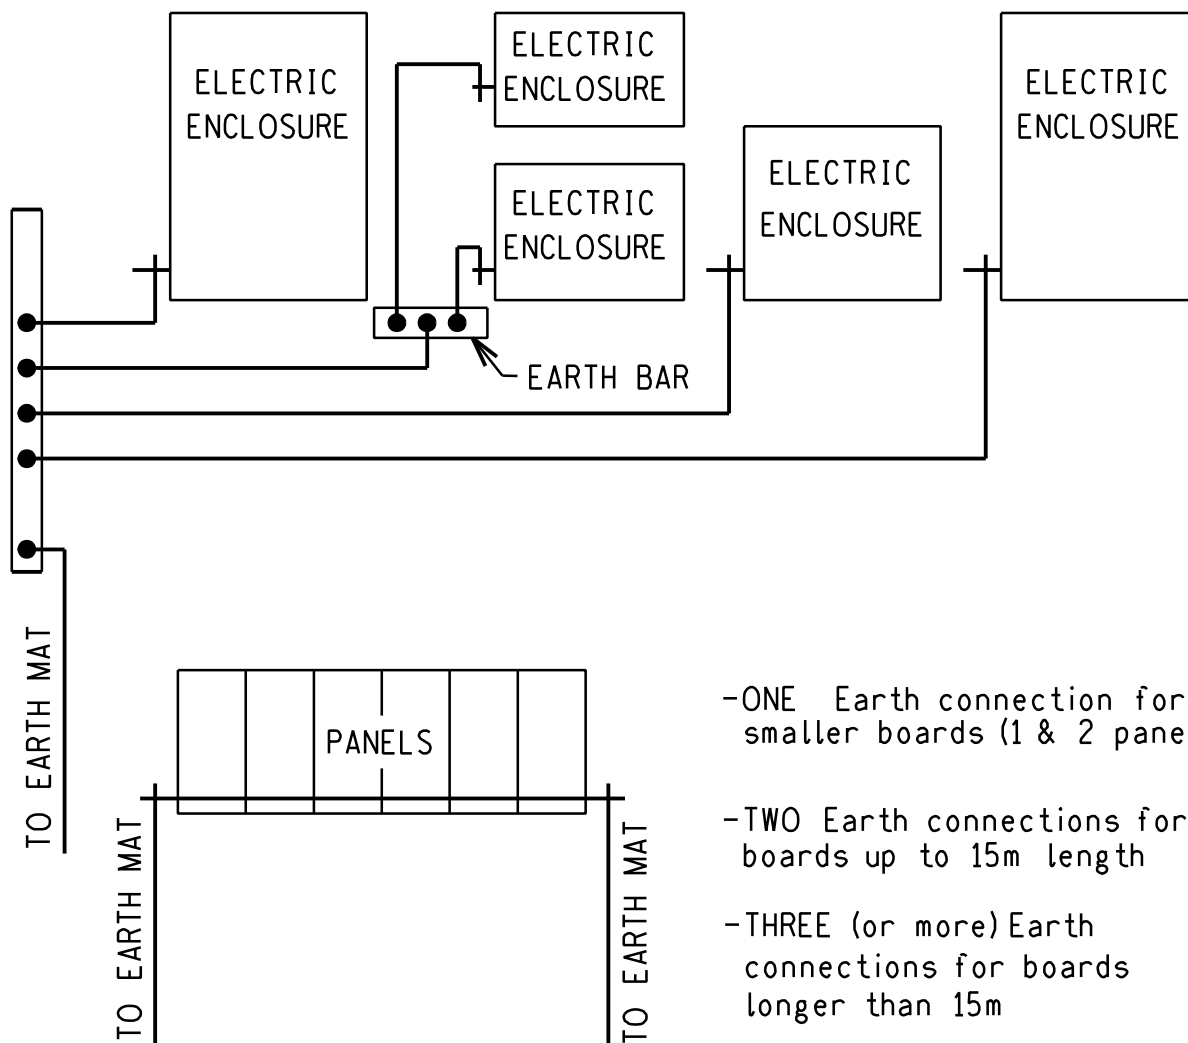 ELECTRIC
ENCLOSURE
ELECTRIC
ENCLOSURE
ELECTRIC
ENCLOSURE
ELECTRIC
ENCLOSURE
ELECTRIC
ENCLOSURE
EARTH BAR
TO EARTH MAT
PANELS
TO EARTH MAT
TO EARTH MAT
-ONE Earth connection for
smaller boards (1 & 2 pane
-TWO Earth connections for
boards up to 15m length
-THREE (or more) Earth
connections for boards
longer than 15m